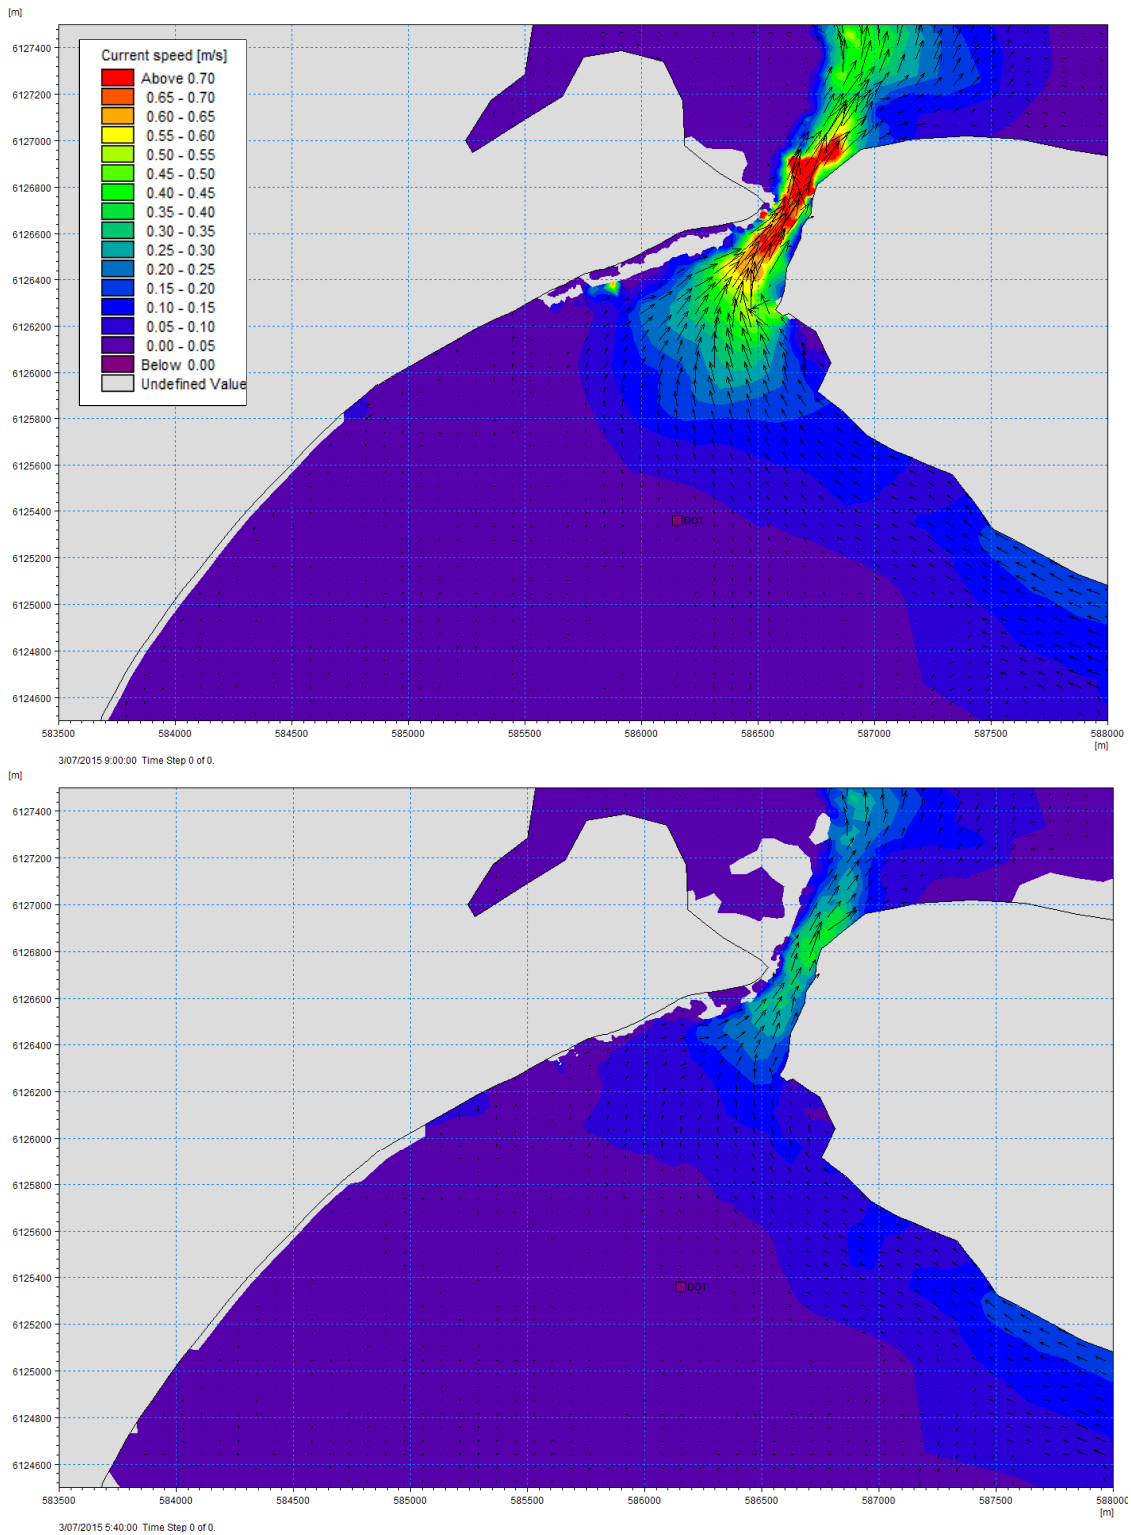 [m]
6127400
Current speed [m/s]
Above 0.70
0.65 - 0.70
6127200
0.60 - 0.65
0.55 - 0.60
6127000
0.50 - 0.55
0.45 - 0.50
6126800
0.40 - 0.45
0.35 - 0.40
6126600
0.30 - 0.35
0.25 - 0.30
6126400
0.20 - 0.25
0.15 - 0.20
0.10 - 0.15
6126200
0.05 - 0.10
0.00 - 0.05
6126000
Below 0.00
Undefined Value
6125800
6125600
6125400
DOT
6125200
6125000
6124800
6124600
583500 584000 584500 585000 585500 586000 586500 587000 587500 588000
[m]
3/07/2015 9:00:00 Time Step 0 of 0.
[m]
6127400
6127200
6127000
6126800
6126600
6126400
6126200
6126000
6125800
6125600
6125400
DOT
6125200
6125000
6124800
6124600
583500 584000 584500 585000 585500 586000 586500 587000 587500 588000
[m]
3/07/2015 5:40:00 Time Step 0 of 0.